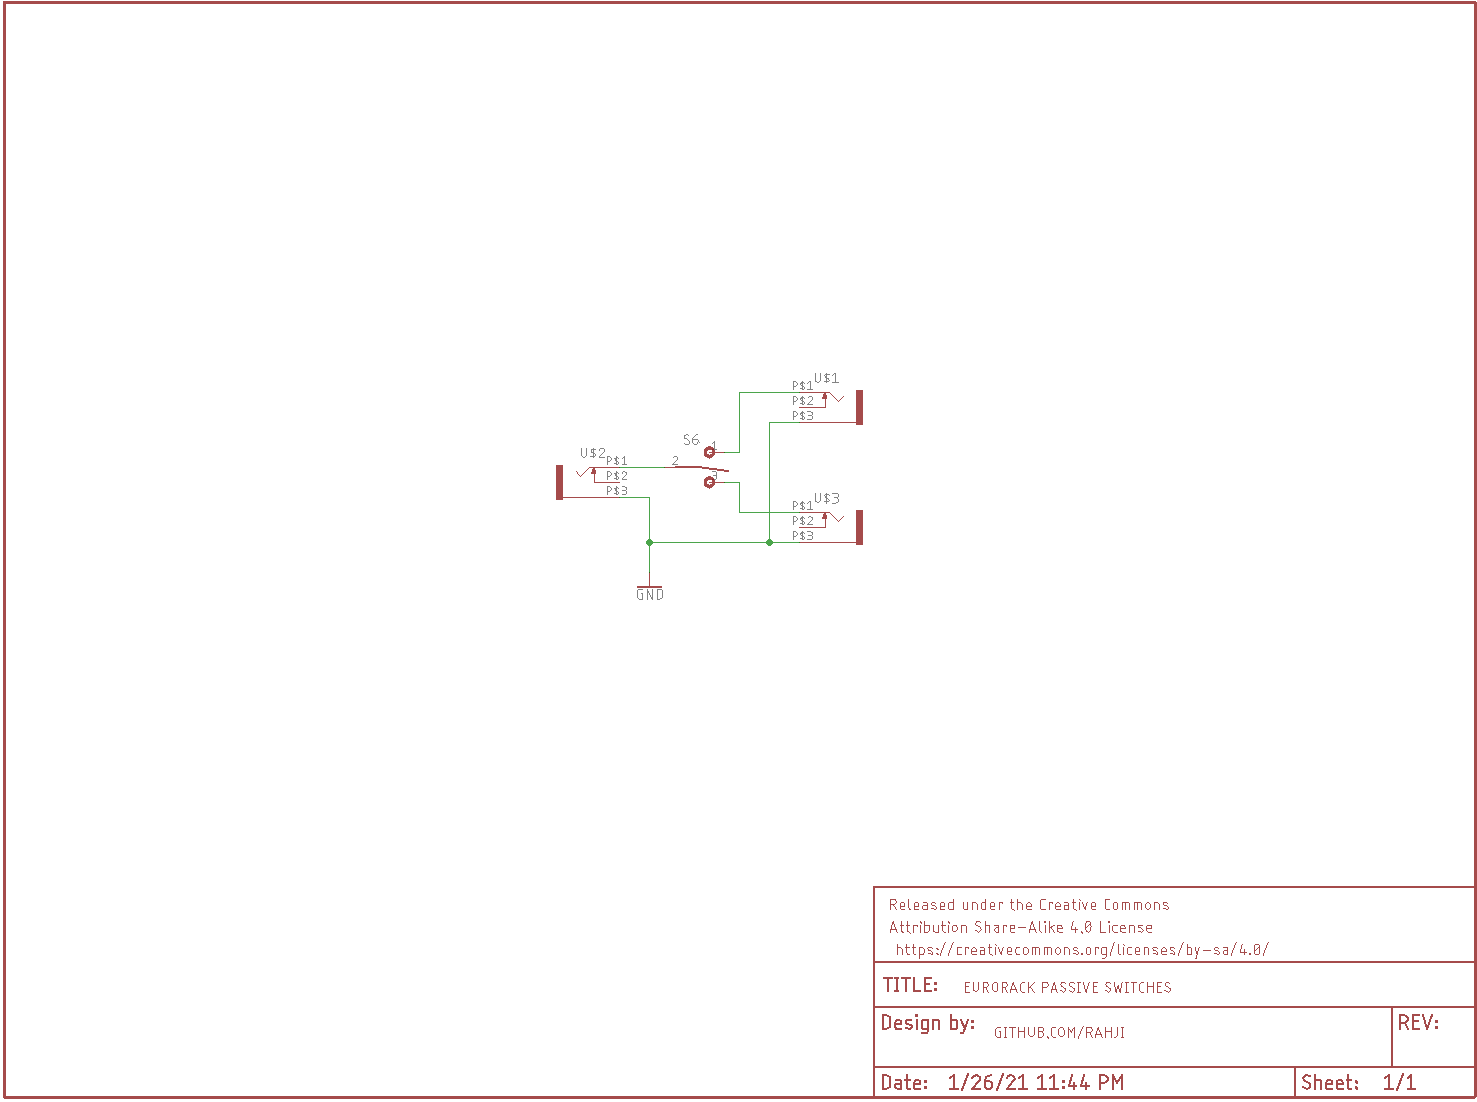 U$1
P$1
P$2
P$3
S6
1
U$2
P$1
2
P$2
3
P$3
U$3
P$1
P$2
P$3
GND
Released under the Creative Commons
Attribution Share-Alike 4.0 License
https://creativecommons.org/licenses/by-sa/4.0/
TITLE: EURORACK PASSIVE SWITCHES
Design by: GITHUB.COM/RAHJI
REV:
Date: 1/26/21 11:44 PM
Sheet: 1/1